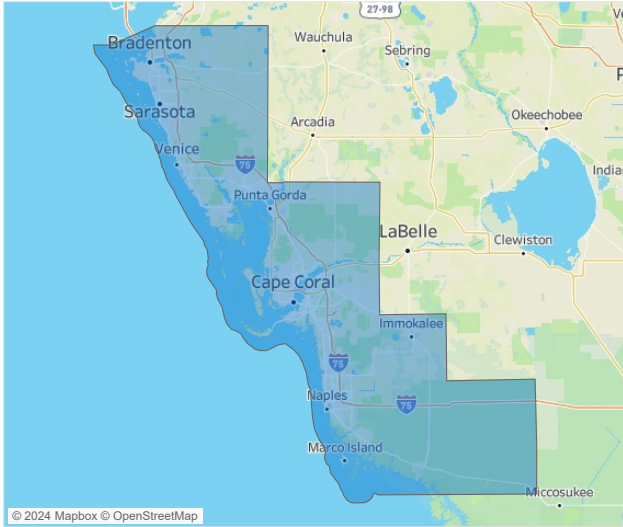 27-98
Bradenton
Wauchula
Sebring
Sarasota
Arcadia
Okeechobee
Venice
75
Punta Gorda
LaBelle
Clewiston
Cape Coral
Immokalee
75
Naples
75
Marco Island
Miccosukee
© 2024 Mapbox © OpenStreetMap